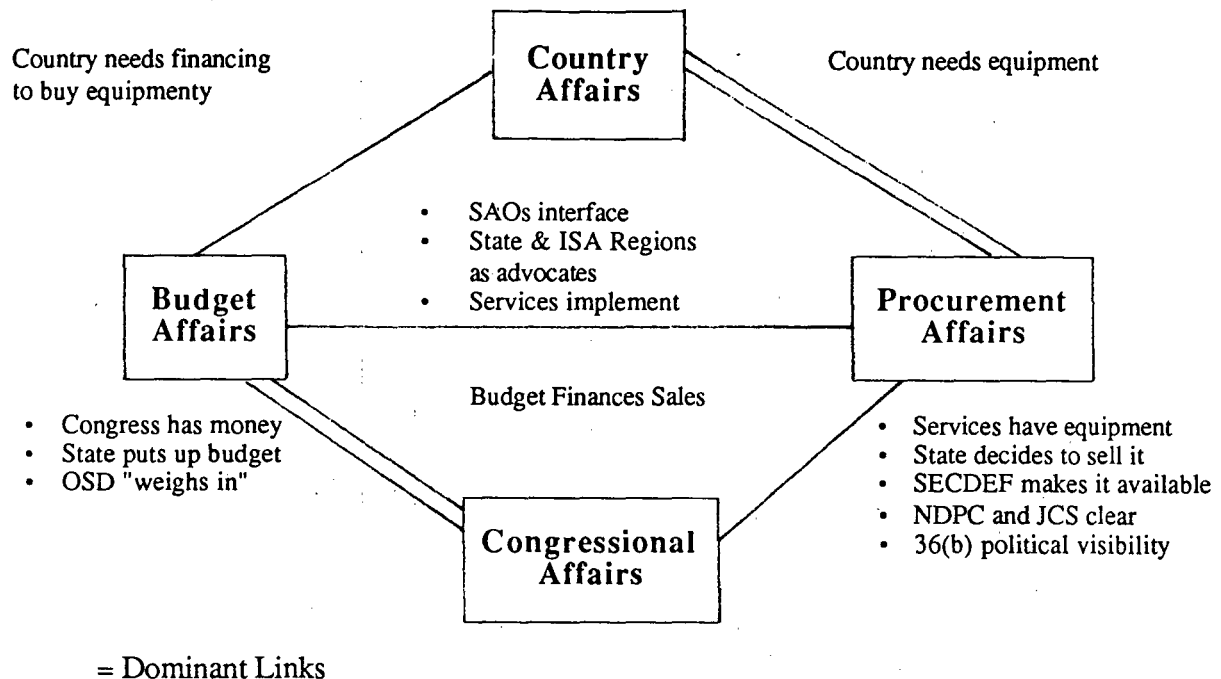 Country needs financing
to buy equipmenty
Country
Affairs
Country needs equipment
• SAOs interface
• State & ISA Regions
as advocates
• Services implement
Budget
Affairs
Procurement
Affairs
Budget Finances Sales
• Congress has money
• State puts up budget
• OSD "weighs in"
• Services have equipment
• State decides to sell it
• SECDEF makes it available
• NDPC and JCS clear
• 36(b) political visibility
Congressional
Affairs
= Dominant Links